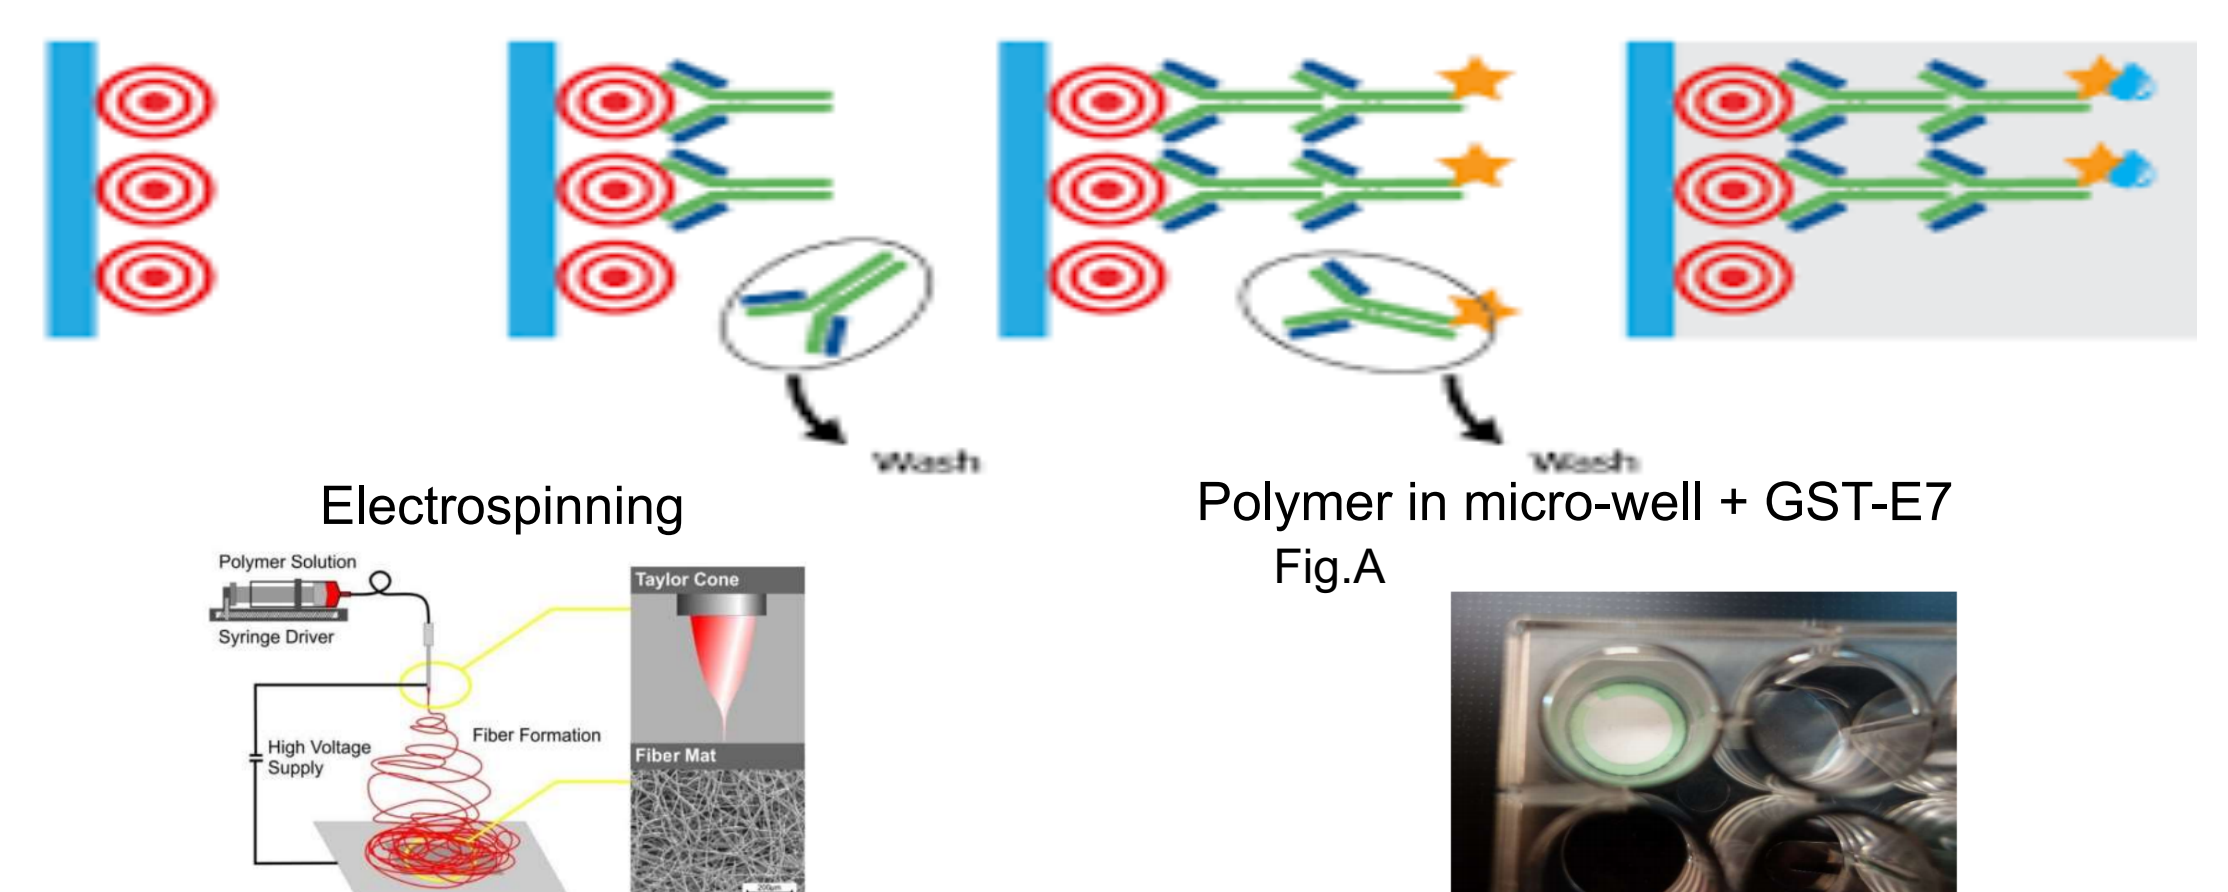 Wash
Wash
Electrospinning
Polymer in micro-well + GST-E7
Fig.A
Polymer Solution
Syringe Driver
High Voltage
Supply
Fiber Formation
Taylor Cone
Fiber Mat
200µm